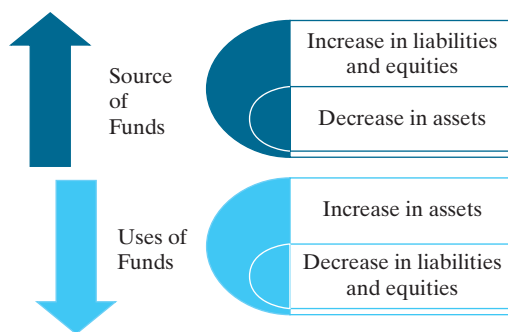 Source
of
Funds
Increase in liabilities
and equities
Decrease in assets
Uses of
Funds
Increase in assets
Decrease in liabilities
and equities